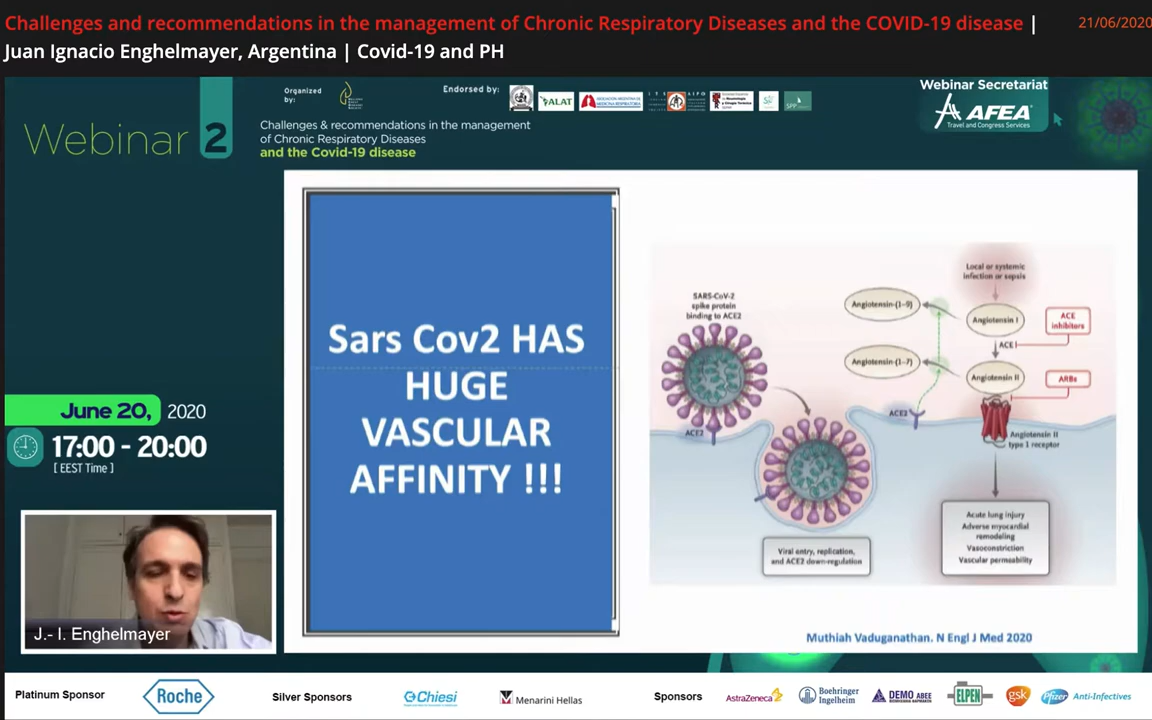 Challenges and recommendations in the management of Chronic Respiratory Diseases and the COVID-19 disease |
21/06/2020
Juan Ignacio Enghelmayer, Argentina | Covid-19 and PH
Webinar 2
Organized by:
Endorsed by:
ALAT
Webinar Secretariat
AFEA
Travel and Congress Services
Challenges & recommendations in the management
of Chronic Respiratory Diseases
and the Covid-19 disease
June 20, 2020
17:00 - 20:00
[ EEST Time ]
J.- I. Enghelmayer
Sars Cov2 HAS
HUGE
VASCULAR
AFFINITY !!!
SARS-CoV-2
spike protein
binding to ACE2
ACE2
Viral entry, replication,
and ACE2 down-regulation
Local or systemic
infection or sepsis
Angiotensin-(1–9)
Angiotensin I
ACE
inhibitors
ACE
Angiotensin-(1–7)
Angiotensin II
ARBs
ACE2
Angiotensin II
type 1 receptor
Acute lung injury
Adverse myocardial
remodeling
Vasoconstriction
Vascular permeability
Muthiah Vaduganathan. N Engl J Med 2020
Platinum Sponsor
Roche
Silver Sponsors
Chiesi
Menarini Hellas
Sponsors
AstraZeneca
Boehringer
Ingelheim
DEMO ABEE
ELPEN
gsk
Pfizer Anti-Infectives